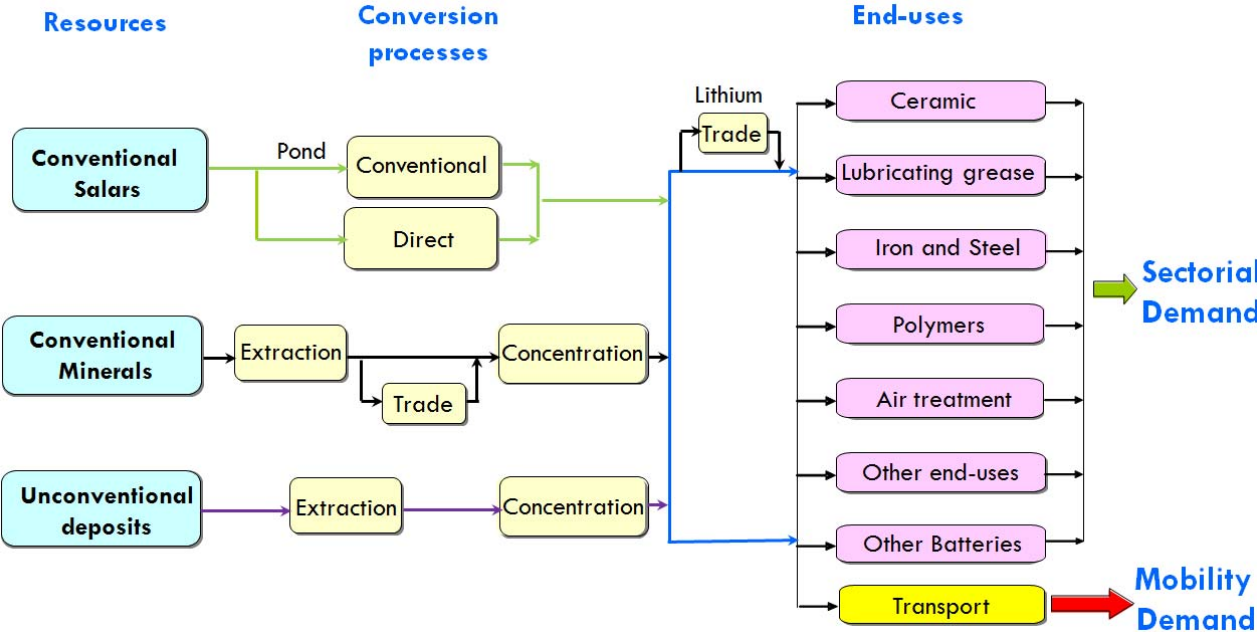 Resources
Conversion
processes
End-uses
Conventional
Salars
Pond
Conventional
Direct
Conventional
Minerals
Extraction
Trade
Concentration
Unconventional
deposits
Extraction
Concentration
Lithium
Trade
Ceramic
Lubricating grease
Iron and Steel
Polymers
Air treatment
Other end-uses
Other Batteries
Transport
Sectorial
Demand
Mobility
Demand